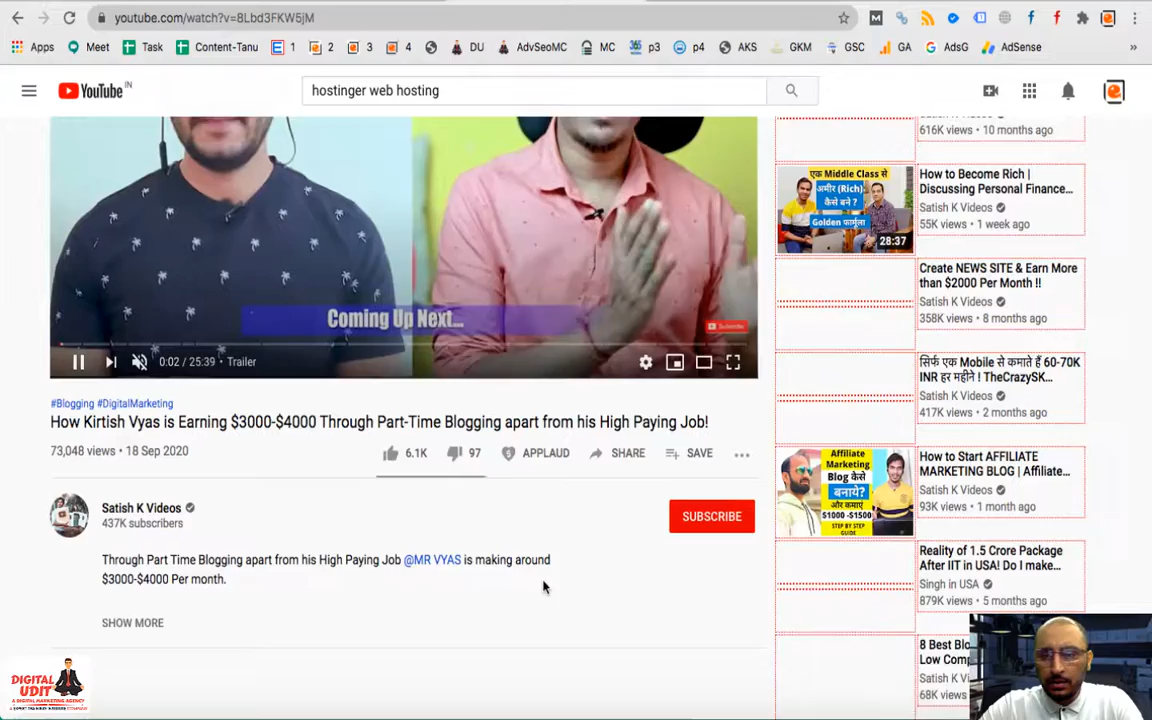 youtube.com/watch?v=8Lbd3FKW5jM
Apps Meet Task Content-Tanu 1 2 3 4 DU AdvSeoMC MC p3 p4 AKS GKM GSC GA AdsG AdSense
YouTube IN
hostinger web hosting
Coming Up Next...
Subscribe
0:02 / 25:39 • Trailer
#Blogging #DigitalMarketing
How Kirtish Vyas is Earning $3000-$4000 Through Part-Time Blogging apart from his High Paying Job!
73,048 views • 18 Sep 2020
6.1K 97 APPLAUD SHARE SAVE
Satish K Videos
437K subscribers
SUBSCRIBE
Through Part Time Blogging apart from his High Paying Job @MR VYAS is making around
$3000-$4000 Per month.
SHOW MORE
616K views • 10 months ago
एक Middle Class से
अमीर (Rich)
कैसे बने ?
Golden फार्मूला
28:37
How to Become Rich |
Discussing Personal Finance...
Satish K Videos
55K views • 1 week ago
Create NEWS SITE & Earn More
than $2000 Per Month !!
Satish K Videos
358K views • 8 months ago
सिर्फ एक Mobile से कमाते हैं 60-70K
INR हर महीने ! TheCrazySK...
Satish K Videos
417K views • 2 months ago
Affiliate
Marketing
Blog कैसे
बनाये?
और कमाएं
$1000 -$1500
STEP BY STEP
GUIDE
How to Start AFFILIATE
MARKETING BLOG | Affiliate...
Satish K Videos
93K views • 1 month ago
Reality of 1.5 Crore Package
After IIT in USA! Do I make...
Singh in USA
879K views • 5 months ago
8 Best Blo
Low Comp
Satish K Vi
68K views
DIGITAL
UDIT
A DIGITAL MARKETING AGENCY